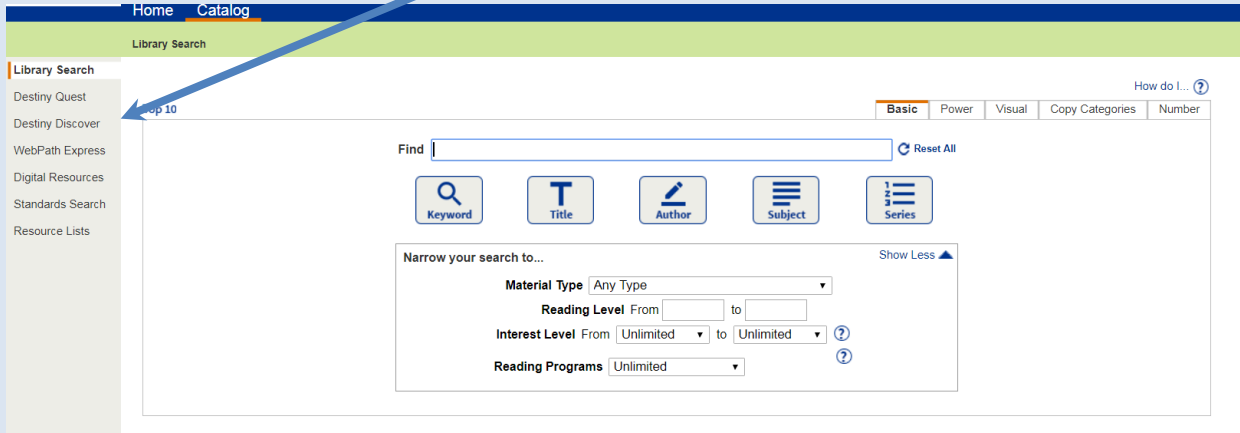 Home Catalog
Library Search
Library Search
Destiny Quest
Destiny Discover
WebPath Express
Digital Resources
Standards Search
Resource Lists
How do I... ?
10
Basic Power Visual Copy Categories Number
Find Reset All
Keyword Title Author Subject Series
Narrow your search to... Show Less
Material Type Any Type
Reading Level From to
Interest Level From Unlimited to Unlimited ?
?
Reading Programs Unlimited